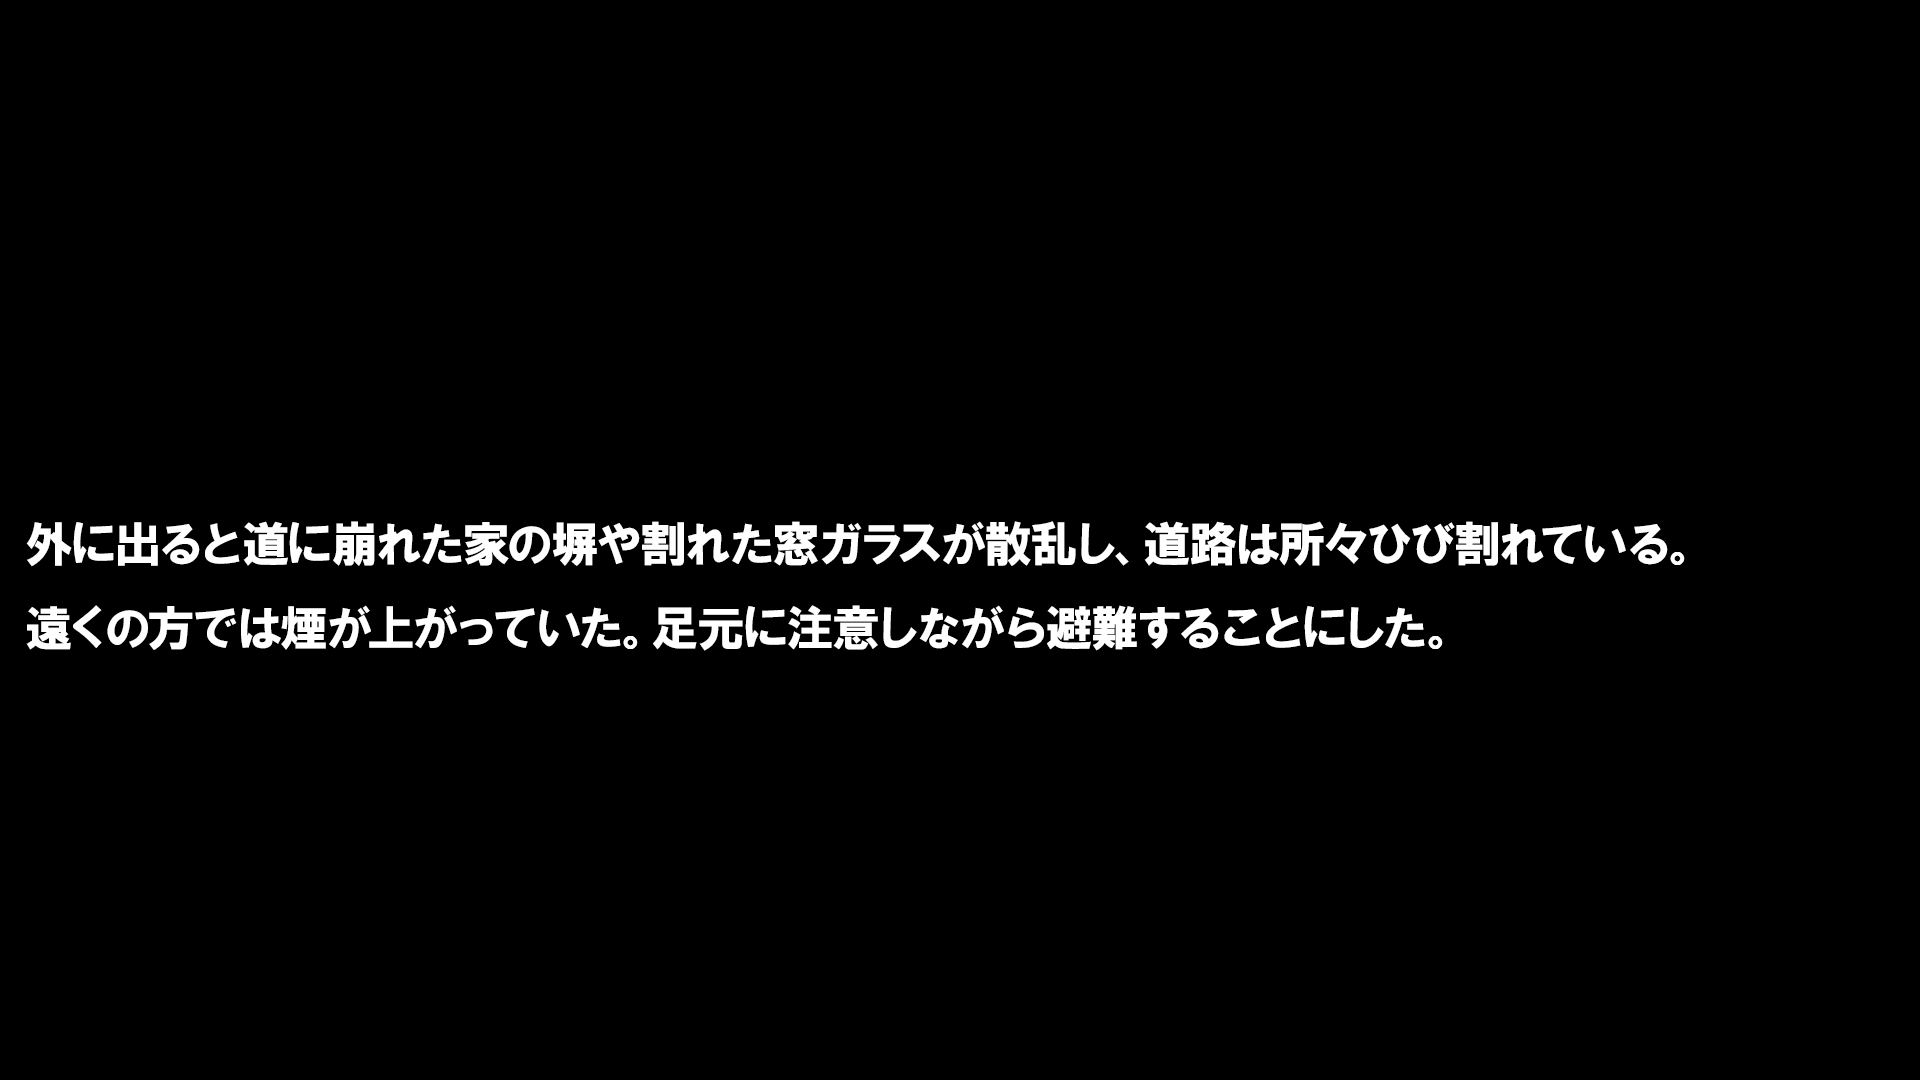 外に出ると道に崩れた家の塀や割れた窓ガラスが散乱し、道路は所々ひび割れている。
遠くの方では煙が上がっていた。足元に注意しながら避難することにした。